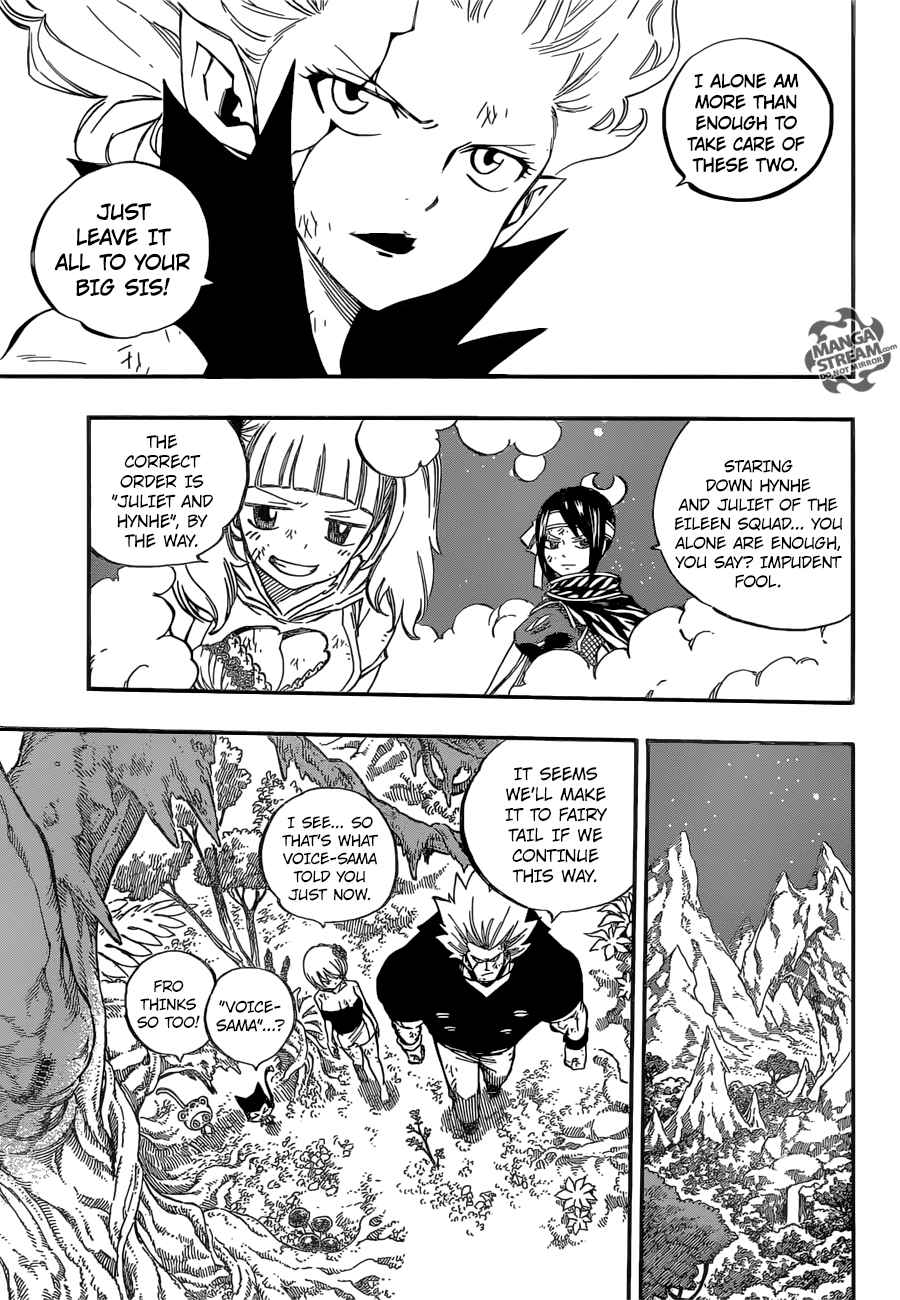 I ALONE AM
MORE THAN
ENOUGH TO
TAKE CARE OF
THESE TWO.
JUST
LEAVE IT
ALL TO YOUR
BIG SIS!
MANGA
STREAM.com
DO NOT MIRROR
STARING
DOWN HYNHE
AND JULIET OF THE
EILEEN SQUAD... YOU
ALONE ARE ENOUGH,
YOU SAY? IMPUDENT
FOOL.
THE
CORRECT
ORDER IS
"JULIET AND
HYNHE", BY
THE WAY.
IT SEEMS
WE'LL MAKE
IT TO FAIRY
TAIL IF WE
CONTINUE
THIS WAY.
I SEE... SO
THAT'S WHAT
VOICE-SAMA
TOLD YOU
JUST NOW.
"VOICE-
SAMA"...?
FRO
THINKS
SO TOO!